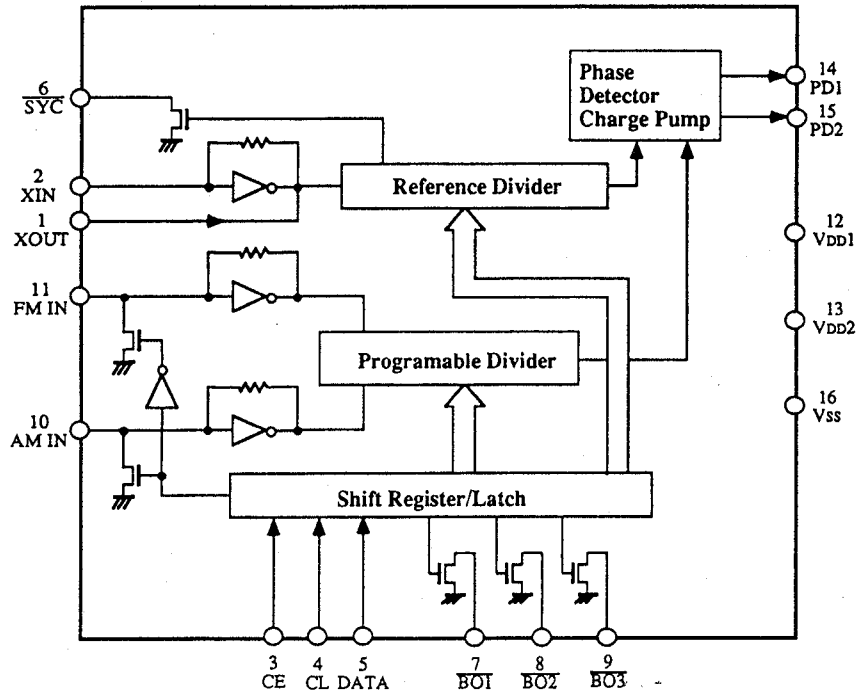 6
SYC
2
XIN
1
XOUT
11
FM IN
10
AM IN
Phase
Detector
Charge Pump
14
PD1
15
PD2
12
VDD1
13
VDD2
16
VSS
Reference Divider
Programable Divider
Shift Register/Latch
3
CE
4
CL
5
DATA
7
BO1
8
BO2
9
BO3